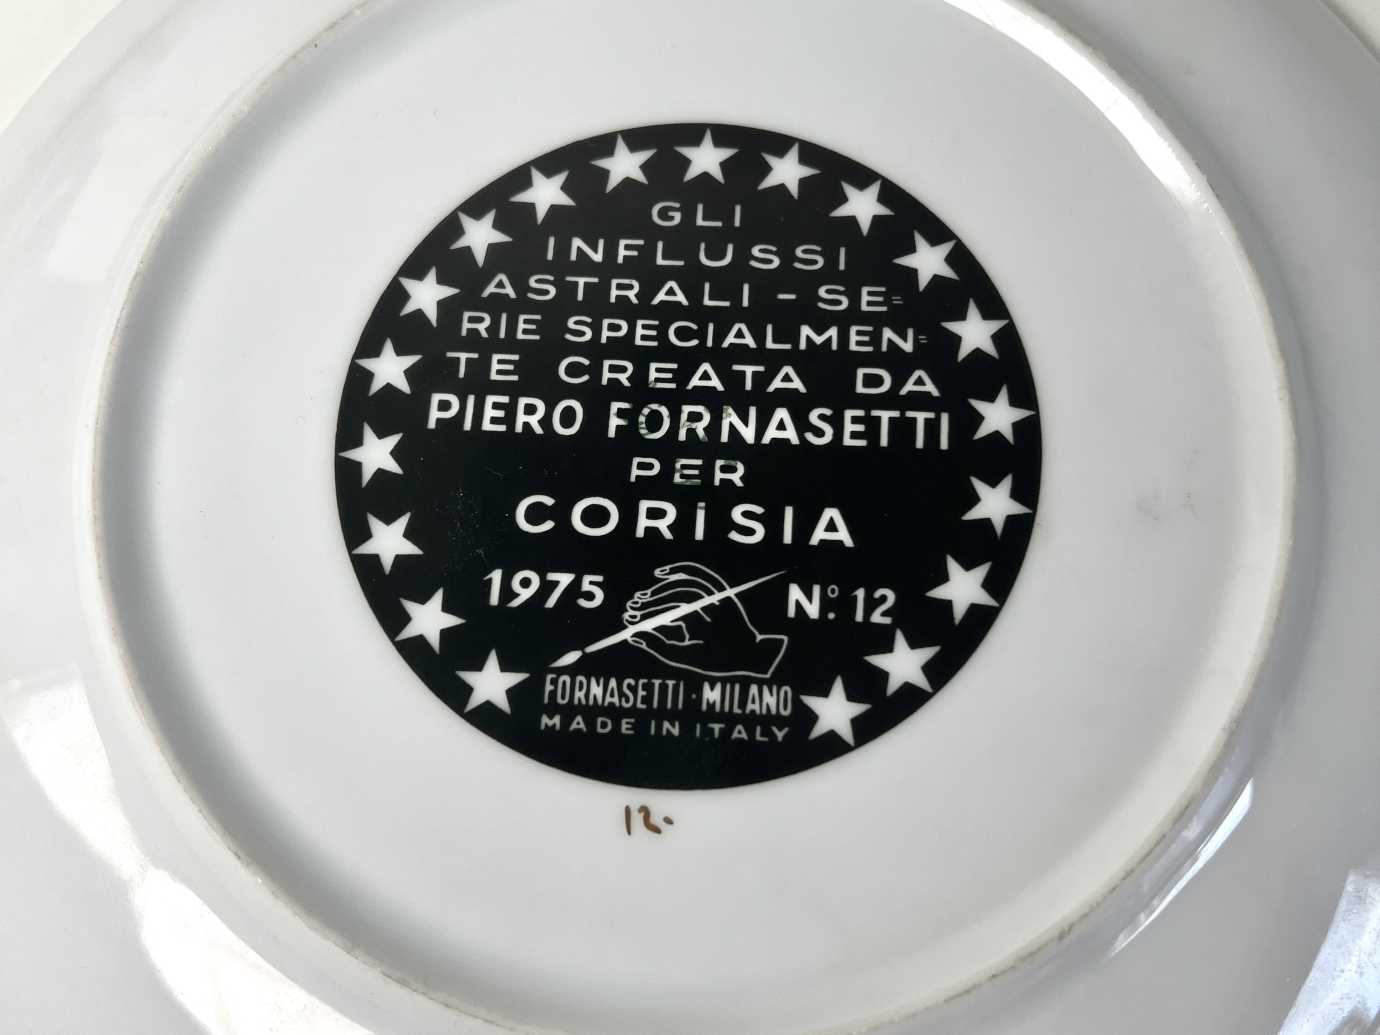 GLI
INFLUSSI
ASTRALI - SE=
RIE SPECIALMEN=
TE CREATA DA
PIERO FORNASETTI
PER
CORiSIA
1975 N.º 12
FORNASETTI · MILANO
MADE IN ITALY
12.